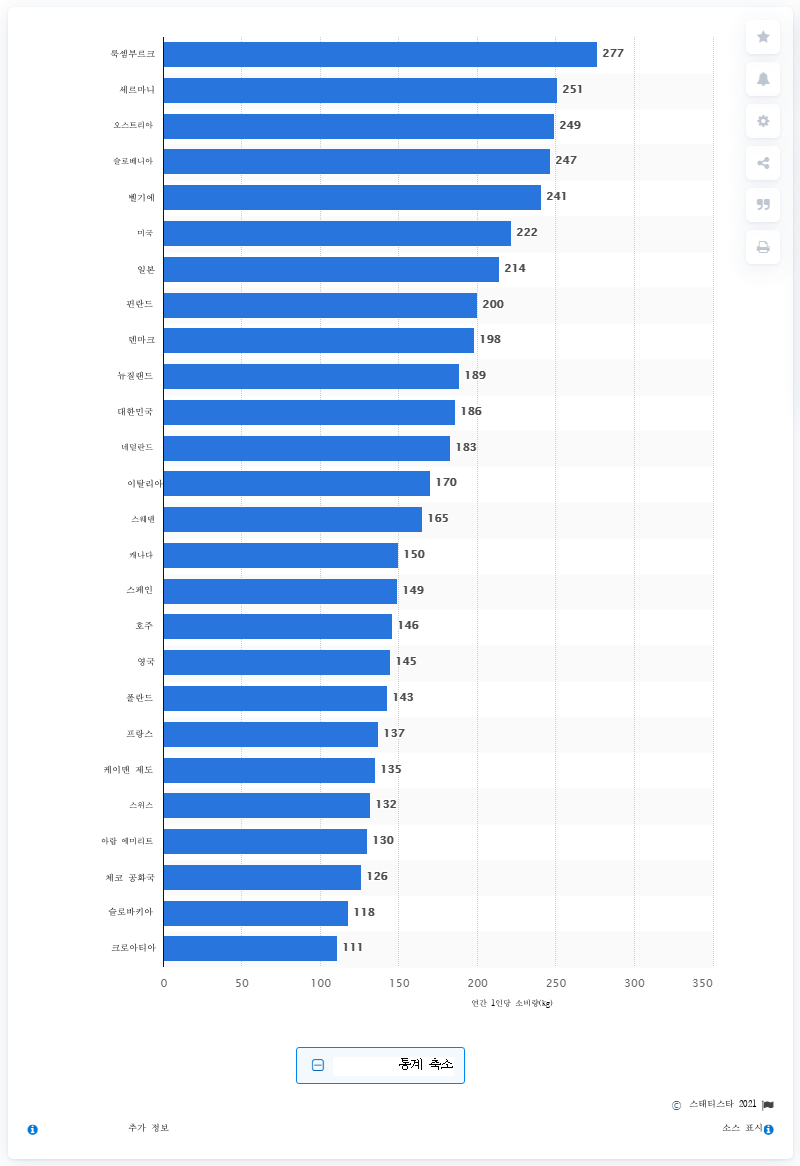 룩셈부르크 277
세르마니 251
오스트리아 249
슬로베니아 247
벨기에 241
미국 222
일본 214
핀란드 200
덴마크 198
뉴질랜드 189
대한민국 186
네덜란드 183
이탈리아 170
스웨덴 165
캐나다 150
스페인 149
호주 146
영국 145
폴란드 143
프랑스 137
케이맨 제도 135
스위스 132
아랍 에미리트 130
체코 공화국 126
슬로바키아 118
크로아티아 111
0 50 100 150 200 250 300 350
연간 1인당 소비량(kg)
통계 축소
© 스태티스타 2021
추가 정보 소스 표시